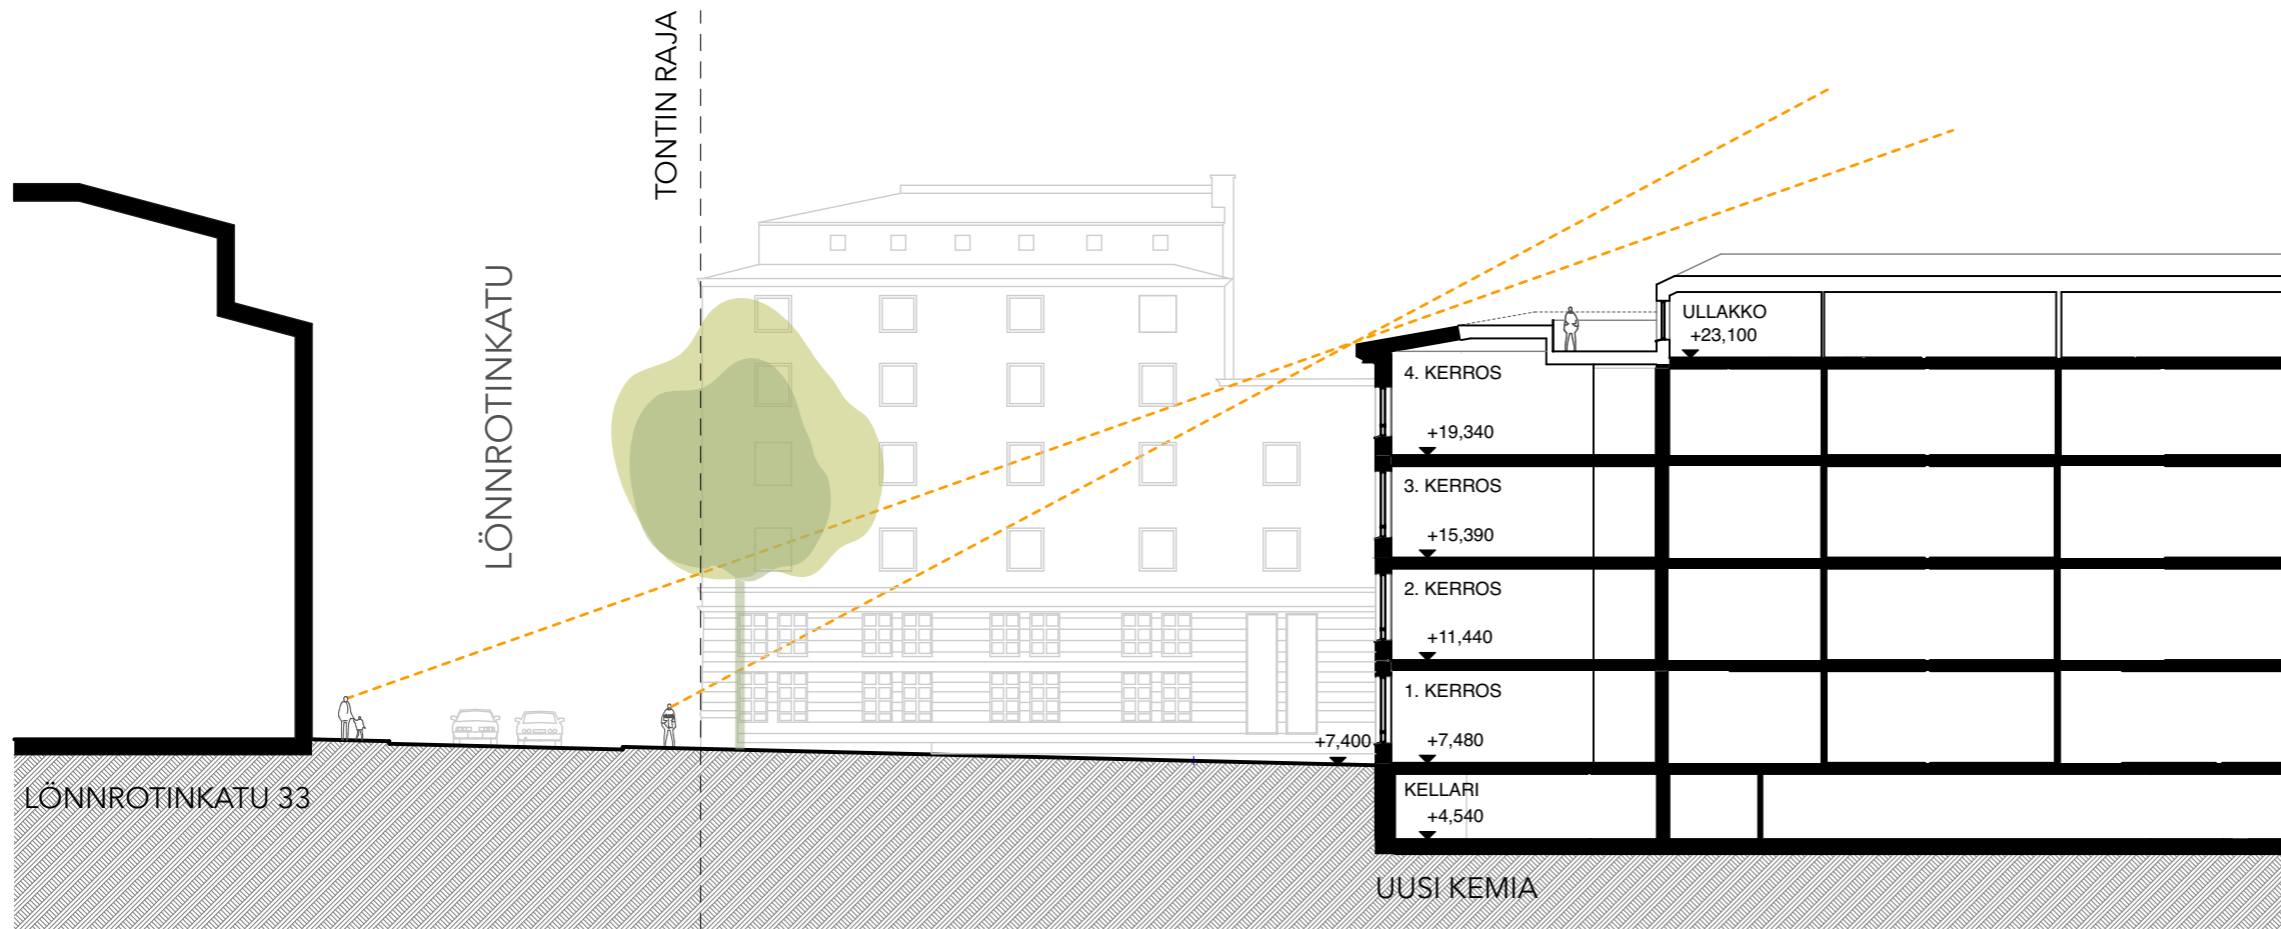 TONTIN RAJA
LÖNNROTINKATU
ULLAKKO
+23,100
4. KERROS
+19,340
3. KERROS
+15,390
2. KERROS
+11,440
1. KERROS
+7,400
+7,480
LÖNNROTINKATU 33
KELLARI
+4,540
UUSI KEMIA